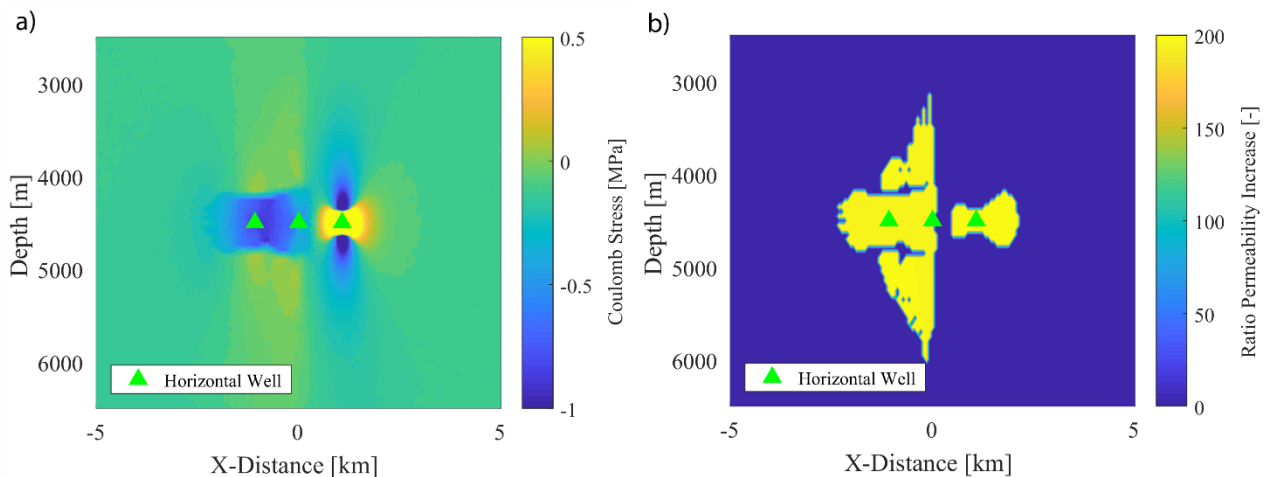 a)
3000
4000
5000
6000
Depth [m]
Horizontal Well
-5
0
5
X-Distance [km]
0.5
0
-0.5
-1
Coulomb Stress [MPa]
b)
3000
4000
5000
6000
Depth [m]
Horizontal Well
-5
0
5
X-Distance [km]
200
150
100
50
0
Ratio Permeability Increase [-]